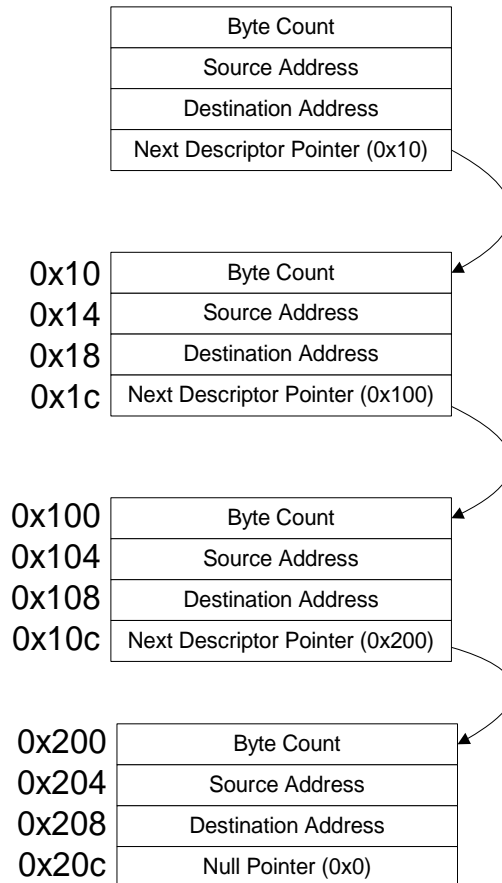 Byte Count
Source Address
Destination Address
Next Descriptor Pointer (0x10)
0x10 Byte Count
0x14 Source Address
0x18 Destination Address
0x1c Next Descriptor Pointer (0x100)
0x100 Byte Count
0x104 Source Address
0x108 Destination Address
0x10c Next Descriptor Pointer (0x200)
0x200 Byte Count
0x204 Source Address
0x208 Destination Address
0x20c Null Pointer (0x0)